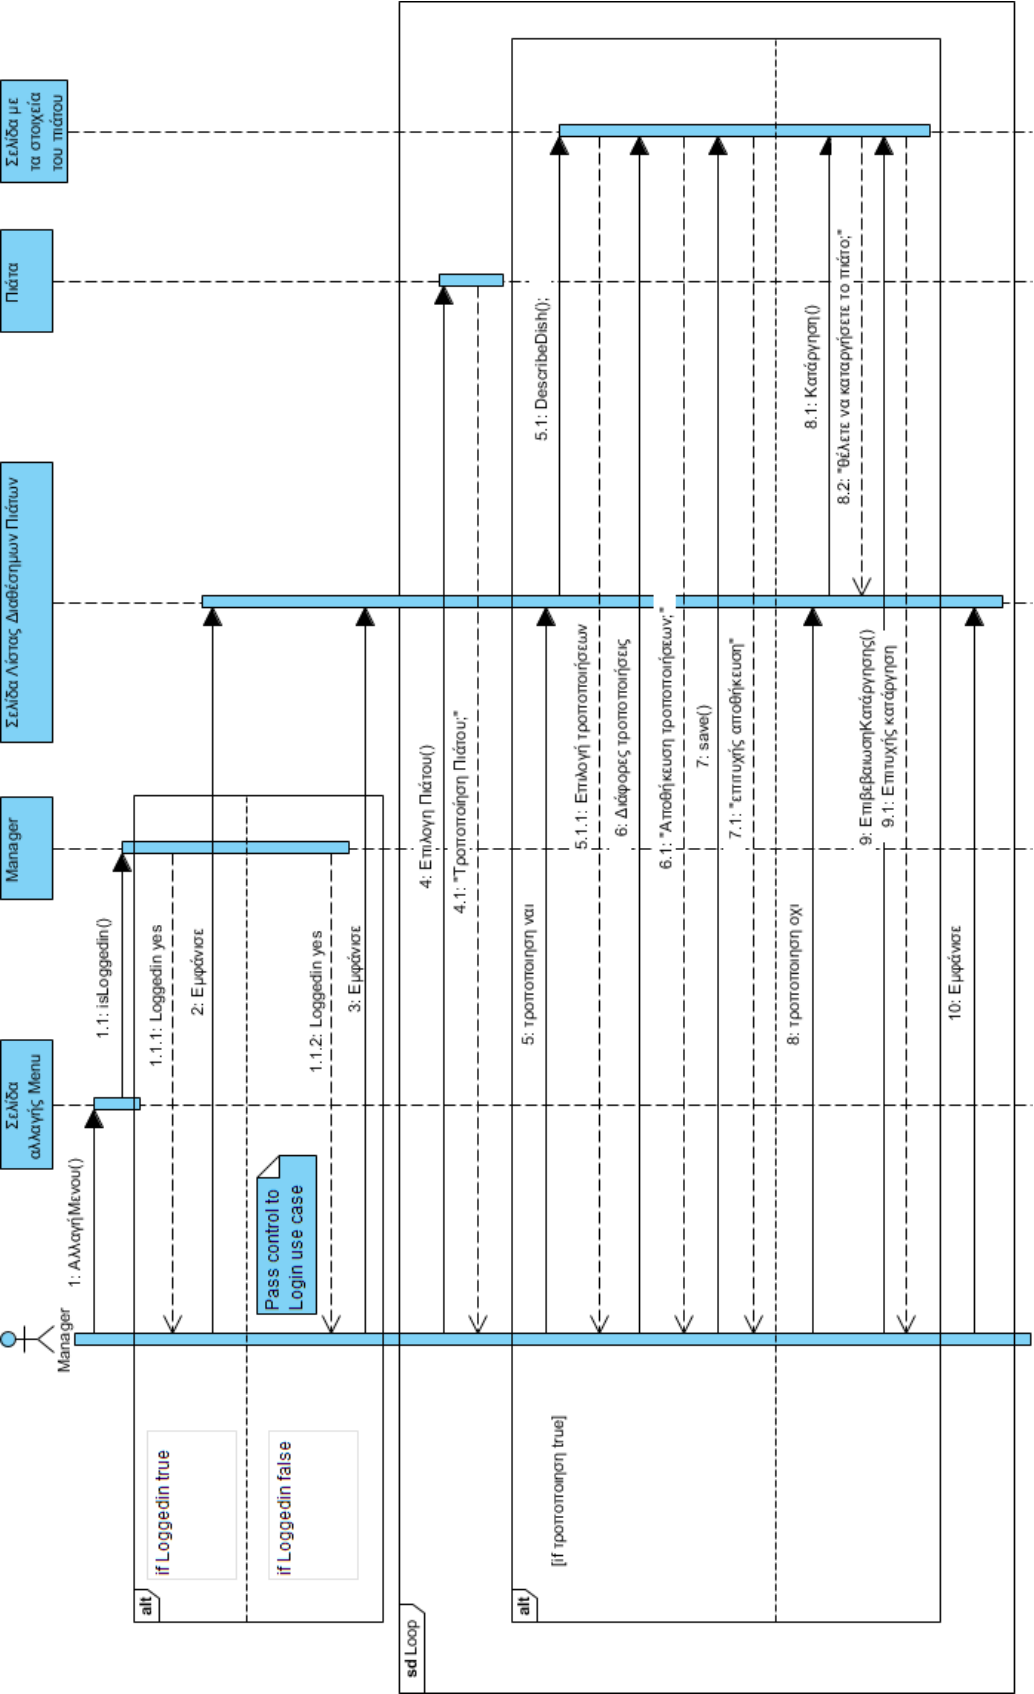 Manager
Σελίδα
αλλαγής Menu
Manager
Σελίδα Λίστας Διαθέσημων Πιάτων
Πιάτα
Σελίδα με
τα στοιχεία
του πιάτου
1: ΑλλαγήΜενου()
1.1: isLoggedin()
alt
if Loggedin true
1.1.1: Loggedin yes
2: Εμφάνισε
if Loggedin false
Pass control to
Login use case
1.1.2: Loggedin yes
3: Εμφάνισε
sd Loop
4: Επιλογη Πιάτου()
4.1: "Τροποποίηση Πιάτου;"
alt
[if τροποποιηση true]
5: τροποποιηση ναι
5.1: DescribeDish();
5.1.1: Επιλογή τροποποιήσεων
6: Διάφορες τροποποιήσεις
6.1: "Αποθήκευση τροποποιήσεων;"
7: save()
7.1: "επιτυχής αποθήκευση"
8: τροποποιηση οχι
8.1: Κατάργηση()
8.2: "θέλετε να καταργήσετε το πιάτο;"
9: ΕπιβεβαιωσηΚατάργησης()
9.1: Επιτυχής κατάργηση
10: Εμφάνισε